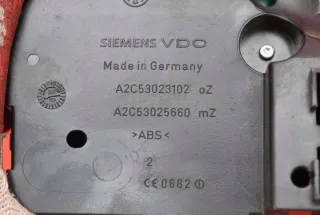 SIEMENS VDO
Made in Germany
A2C53023102 oZ
A2C53025660 mZ
>ABS<
2
CE 0682